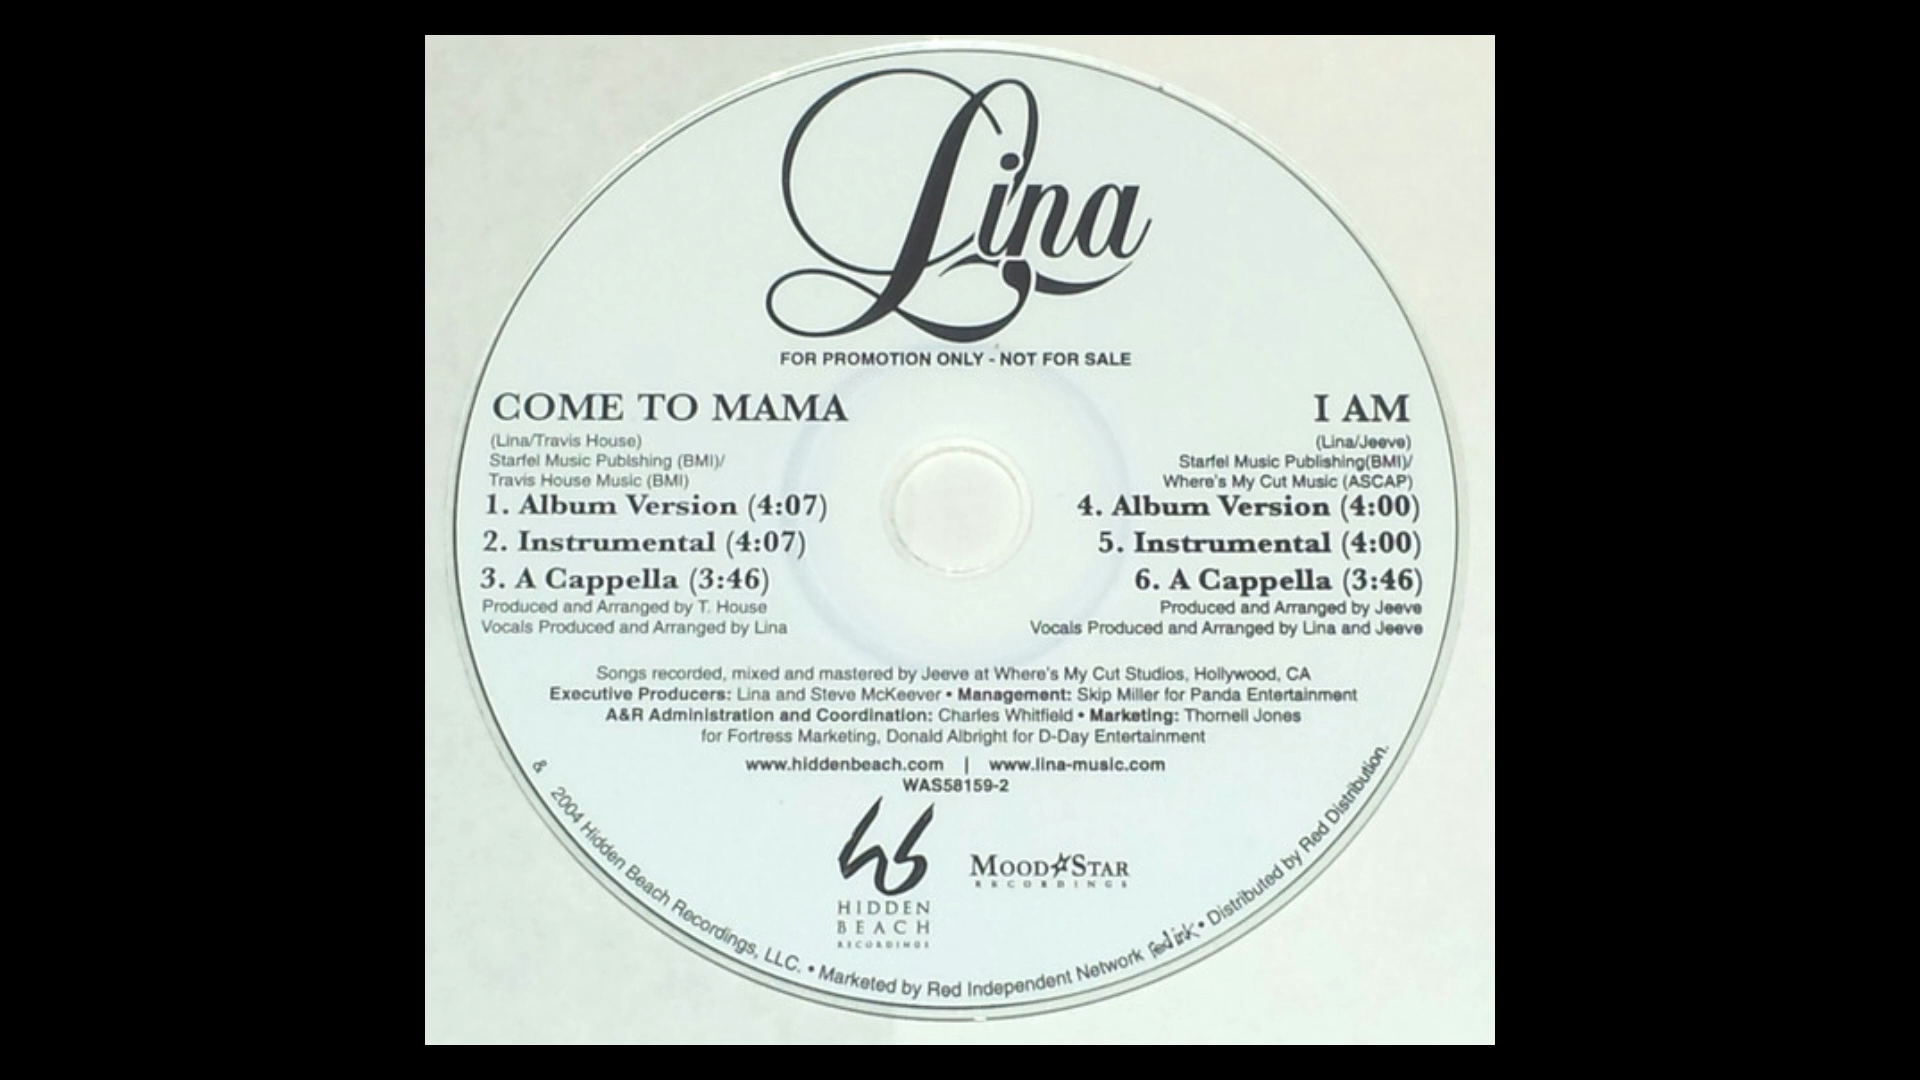 Lina
FOR PROMOTION ONLY - NOT FOR SALE
COME TO MAMA
(Lina/Travis House)
Starfel Music Publshing (BMI)/
Travis House Music (BMI)
1. Album Version (4:07)
2. Instrumental (4:07)
3. A Cappella (3:46)
Produced and Arranged by T. House
Vocals Produced and Arranged by Lina
I AM
(Lina/Jeeve)
Starfel Music Publishing(BMI)/
Where's My Cut Music (ASCAP)
4. Album Version (4:00)
5. Instrumental (4:00)
6. A Cappella (3:46)
Produced and Arranged by Jeeve
Vocals Produced and Arranged by Lina and Jeeve
Songs recorded, mixed and mastered by Jeeve at Where's My Cut Studios, Hollywood, CA
Executive Producers: Lina and Steve McKeever • Management: Skip Miller for Panda Entertainment
A&R Administration and Coordination: Charles Whitfield • Marketing: Thornell Jones
for Fortress Marketing, Donald Albright for D-Day Entertainment
www.hiddenbeach.com | www.lina-music.com
WAS58159-2
hb
HIDDEN
BEACH
RECORDINGS
MOOD☆STAR
RECORDINGS
& 2004 Hidden Beach Recordings, LLC. • Marketed by Red Independent Network red ink • Distributed by Red Distribution.